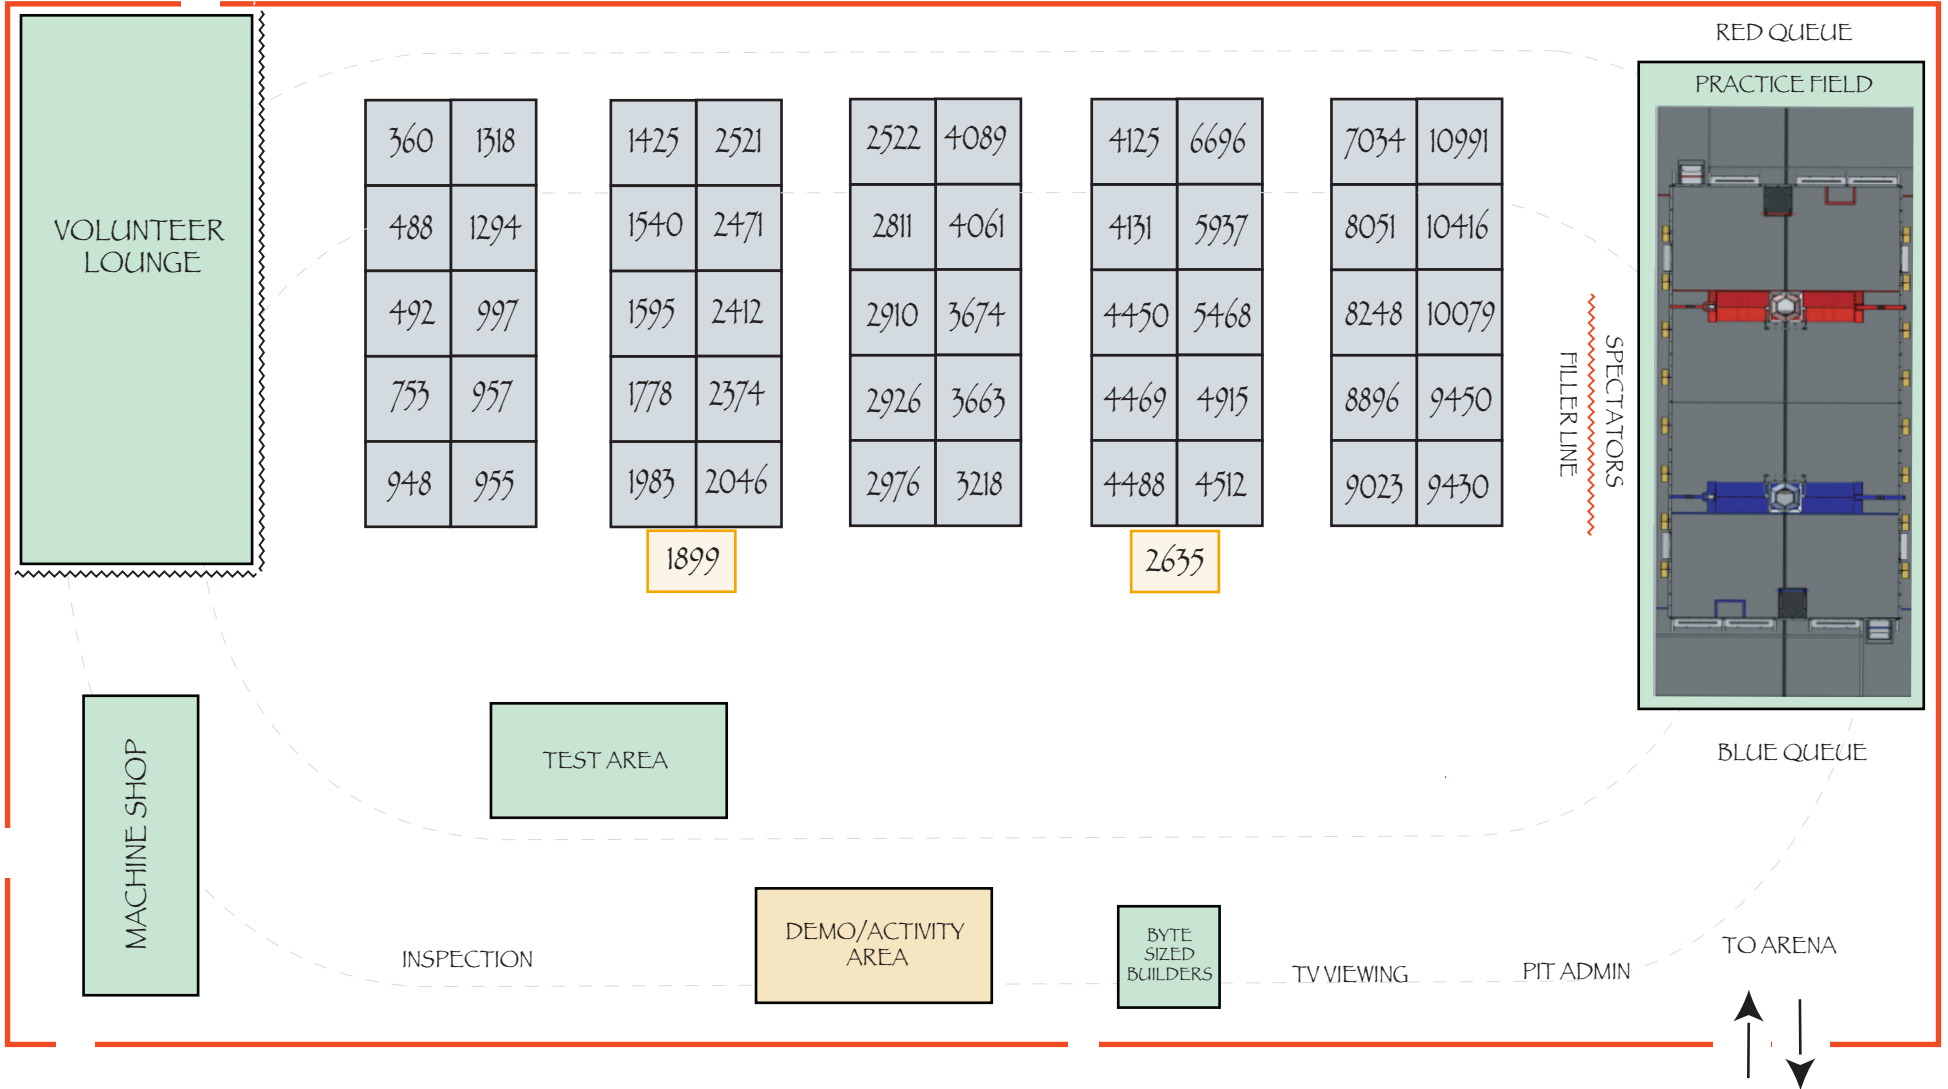 RED QUEUE
PRACTICE FIELD
VOLUNTEER
LOUNGE
360 1318
488 1294
492 997
753 957
948 955
1425 2521
1540 2471
1595 2412
1778 2374
1983 2046
1899
2522 4089
2811 4061
2910 3674
2926 3663
2976 3218
4125 6696
4131 5937
4450 5468
4469 4915
4488 4512
2635
7034 10991
8051 10416
8248 10079
8896 9450
9023 9430
SPECTATORS
FILLER LINE
BLUE QUEUE
MACHINE SHOP
TEST AREA
INSPECTION
DEMO/ACTIVITY
AREA
BYTE
SIZED
BUILDERS
TV VIEWING
PIT ADMIN
TO ARENA